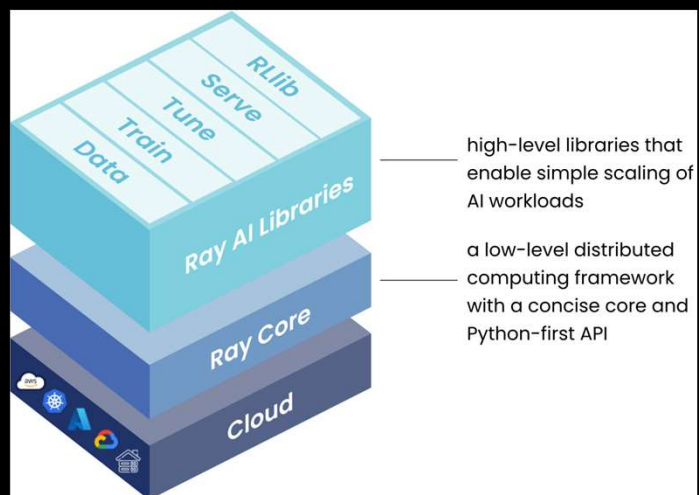 Data
Train
Tune
Serve
RLlib
Ray AI Libraries
high-level libraries that
enable simple scaling of
AI workloads
Ray Core
a low-level distributed
computing framework
with a concise core and
Python-first API
Cloud
aws